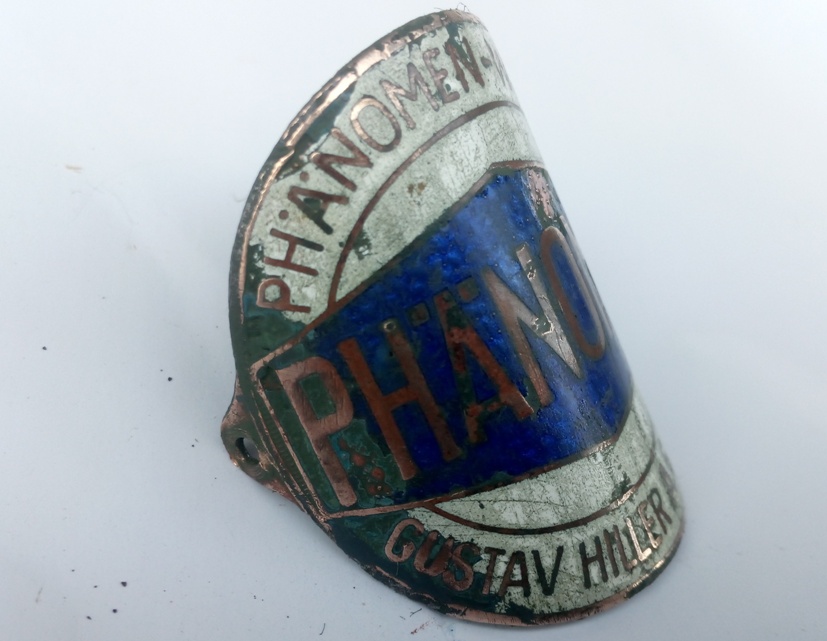 PHÄNOMEN-
PHÄNO
GUSTAV HILLER